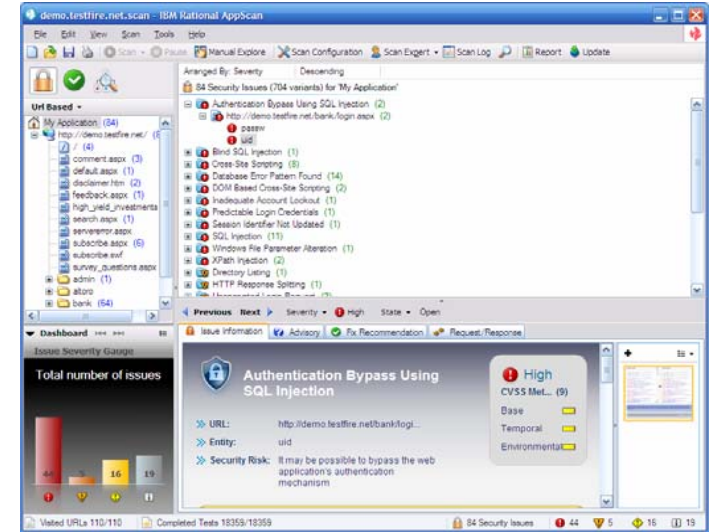 demo.testfire.net.scan - IBM Rational AppScan
File Edit View Scan Tools Help
Scan Pause Manual Explore Scan Configuration Scan Expert Scan Log Report Update
Arranged By: Severity Descending
84 Security Issues (704 variants) for 'My Application'
Url Based
My Application (84)
http://demo.testfire.net/
/ (4)
comment.aspx (3)
default.aspx (1)
disclaimer.htm (2)
feedback.aspx (1)
high_yield_investments
search.aspx (1)
servererror.aspx
subscribe.aspx (6)
subscribe.swf
survey_questions.aspx
admin (1)
altoro
bank (64)
Authentication Bypass Using SQL Injection (2)
http://demo.testfire.net/bank/login.aspx (2)
passw
uid
Blind SQL Injection (1)
Cross-Site Scripting (8)
Database Error Pattern Found (14)
DOM Based Cross-Site Scripting (2)
Inadequate Account Lockout (1)
Predictable Login Credentials (1)
Session Identifier Not Updated (1)
SQL Injection (11)
Windows File Parameter Alteration (1)
XPath Injection (2)
Directory Listing (1)
HTTP Response Splitting (1)
Previous Next Severity High State Open
Issue Information Advisory Fix Recommendation Request/Response
Dashboard
Issue Severity Gauge
Total number of issues
44 5 16 19
Authentication Bypass Using
SQL Injection
URL: http://demo.testfire.net/bank/logi...
Entity: uid
Security Risk: It may be possible to bypass the web
application's authentication
mechanism
High
CVSS Met... (9)
Base
Temporal
Environmental
Visited URLs 110/110 Completed Tests 18359/18359 84 Security Issues 44 5 16 19